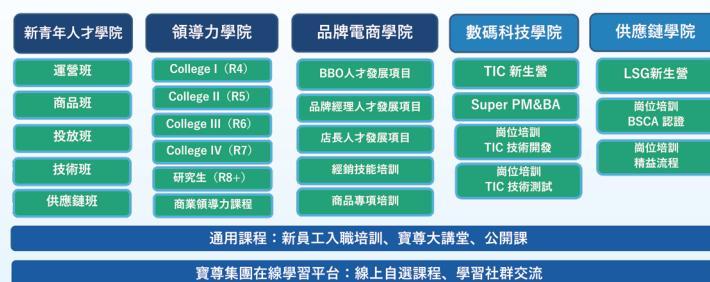 新青年人才學院
運營班
商品班
投放班
技術班
供應鏈班
領導力學院
College I（R4）
College II（R5）
College III（R6）
College IV（R7）
研究生（R8+）
商業領導力課程
品牌電商學院
BBO人才發展項目
品牌經理人才發展項目
店長人才發展項目
經銷技能培訓
商品專項培訓
數碼科技學院
TIC 新生營
Super PM&BA
崗位培訓
TIC 技術開發
崗位培訓
TIC 技術測試
供應鏈學院
LSG新生營
崗位培訓
BSCA 認證
崗位培訓
精益流程
通用課程：新員工入職培訓、寶尊大講堂、公開課
寶尊集團在線學習平台：線上自選課程、學習社群交流